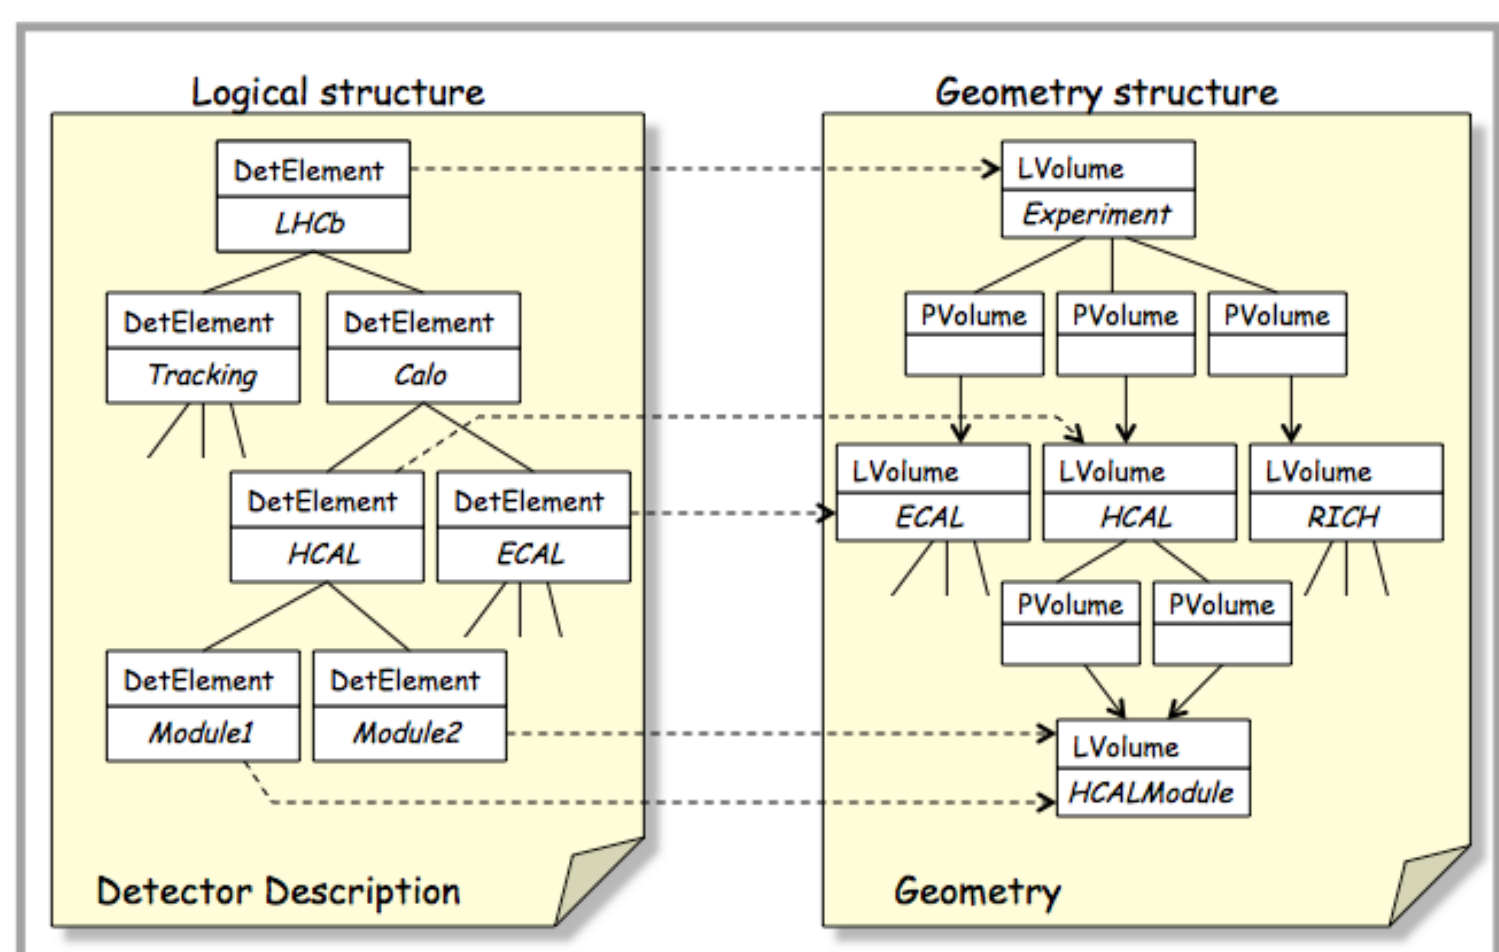 Logical structure
DetElement
LHCb
DetElement
Tracking
DetElement
Calo
DetElement
HCAL
DetElement
ECAL
DetElement
Module1
DetElement
Module2
Detector Description
Geometry structure
LVolume
Experiment
PVolume
PVolume
PVolume
LVolume
ECAL
LVolume
HCAL
LVolume
RICH
PVolume
PVolume
LVolume
HCALModule
Geometry